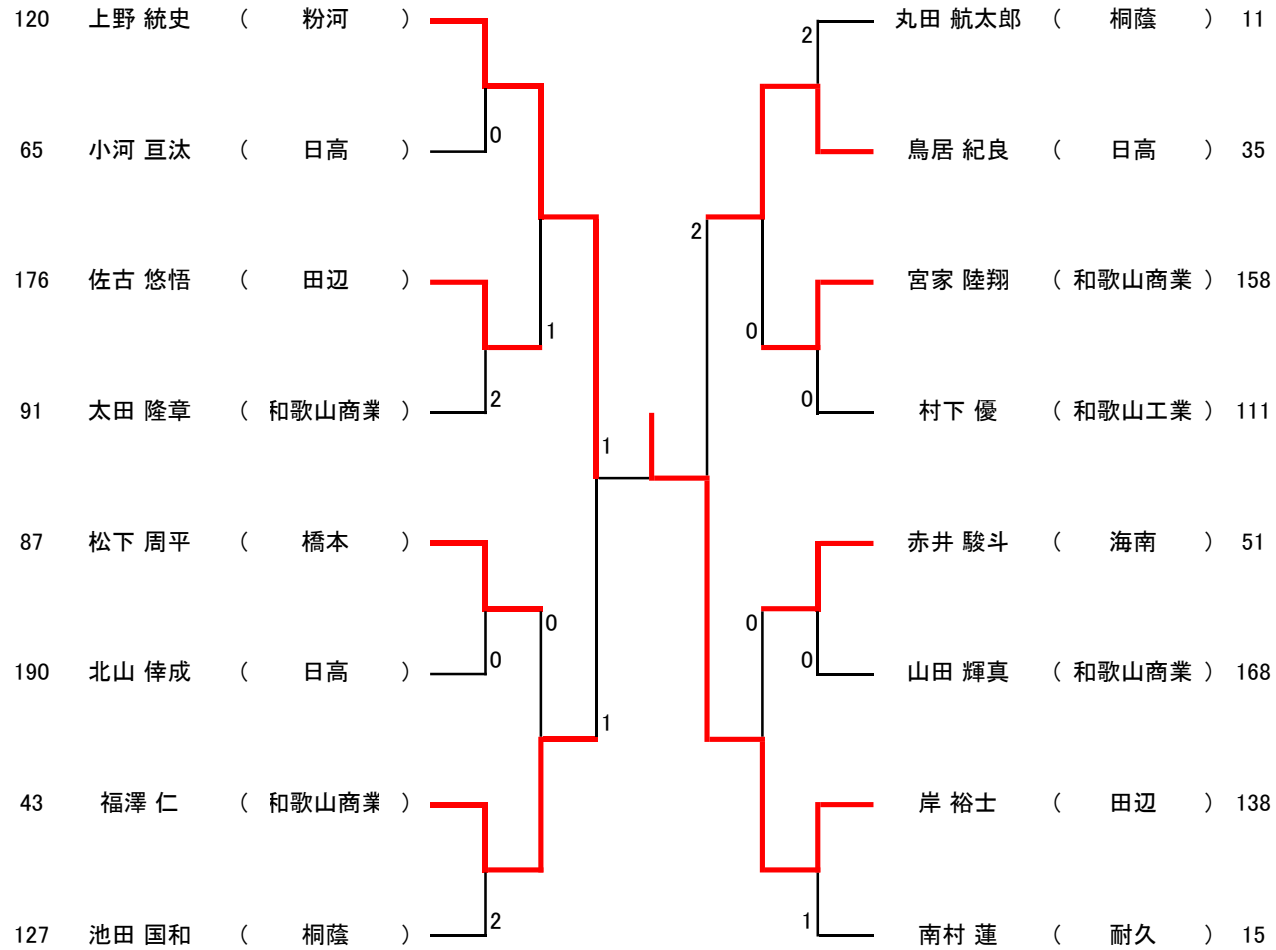 120 上野 統史 ( 粉河 ) 丸田 航太郎 ( 桐蔭 ) 11
2
0
65 小河 亘汰 ( 日高 ) 鳥居 紀良 ( 日高 ) 35
2
176 佐古 悠悟 ( 田辺 ) 宮家 陸翔 ( 和歌山商業 ) 158
1 0
2 0
91 太田 隆章 ( 和歌山商業 ) 村下 優 ( 和歌山工業 ) 111
1
87 松下 周平 ( 橋本 ) 赤井 駿斗 ( 海南 ) 51
0 0
0 0
190 北山 倖成 ( 日高 ) 山田 輝真 ( 和歌山商業 ) 168
1
43 福澤 仁 ( 和歌山商業 ) 岸 裕士 ( 田辺 ) 138
2 1
127 池田 国和 ( 桐蔭 ) 南村 蓮 ( 耐久 ) 15